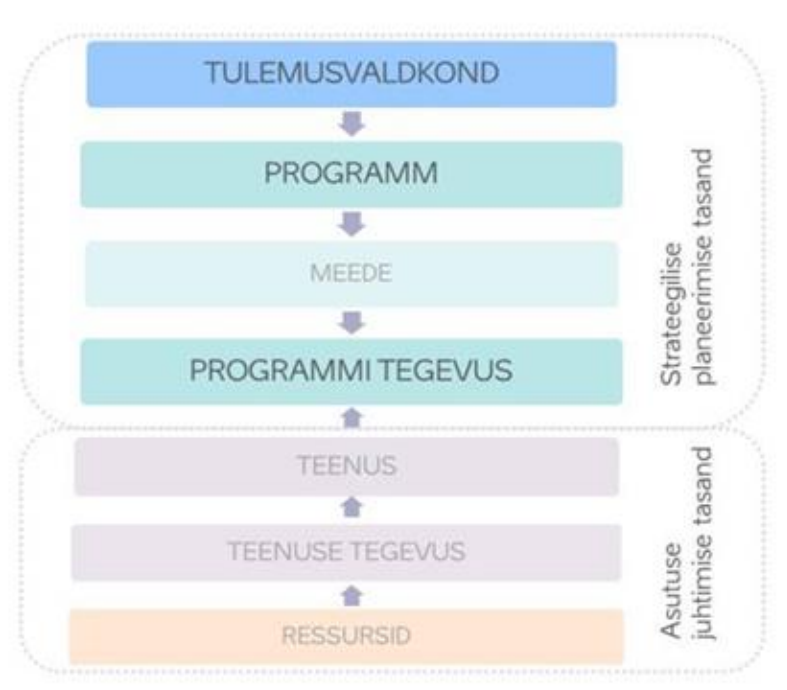 TULEMUSVALDKOND
PROGRAMM
MEEDE
PROGRAMMI TEGEVUS
Strateegilise
planeerimise tasand
TEENUS
TEENUSE TEGEVUS
RESSURSID
Asutuse
juhtimise tasand